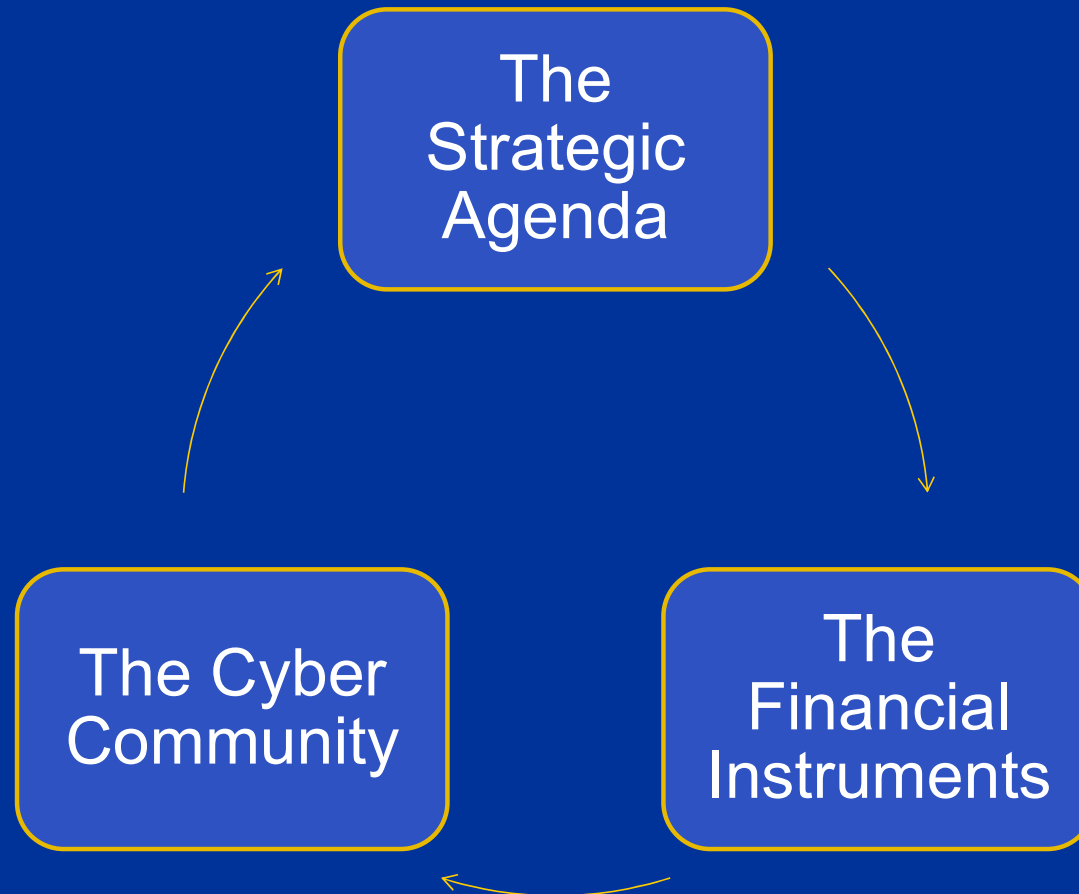 The
Strategic
Agenda
The Cyber
Community
The
Financial
Instruments